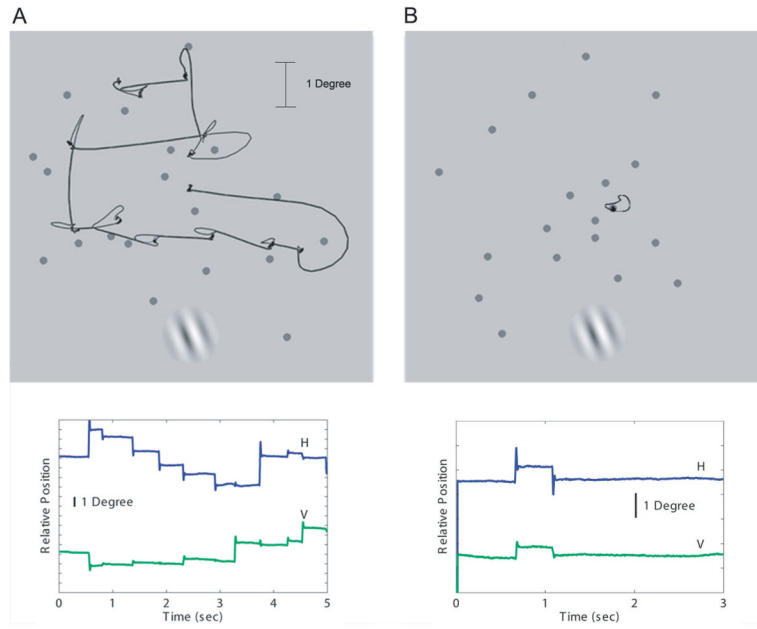 A
B
1 Degree
H
1 Degree
V
Relative Position
0
1
2
3
4
5
Time (sec)
H
1 Degree
V
Relative Position
0
1
2
3
Time (sec)